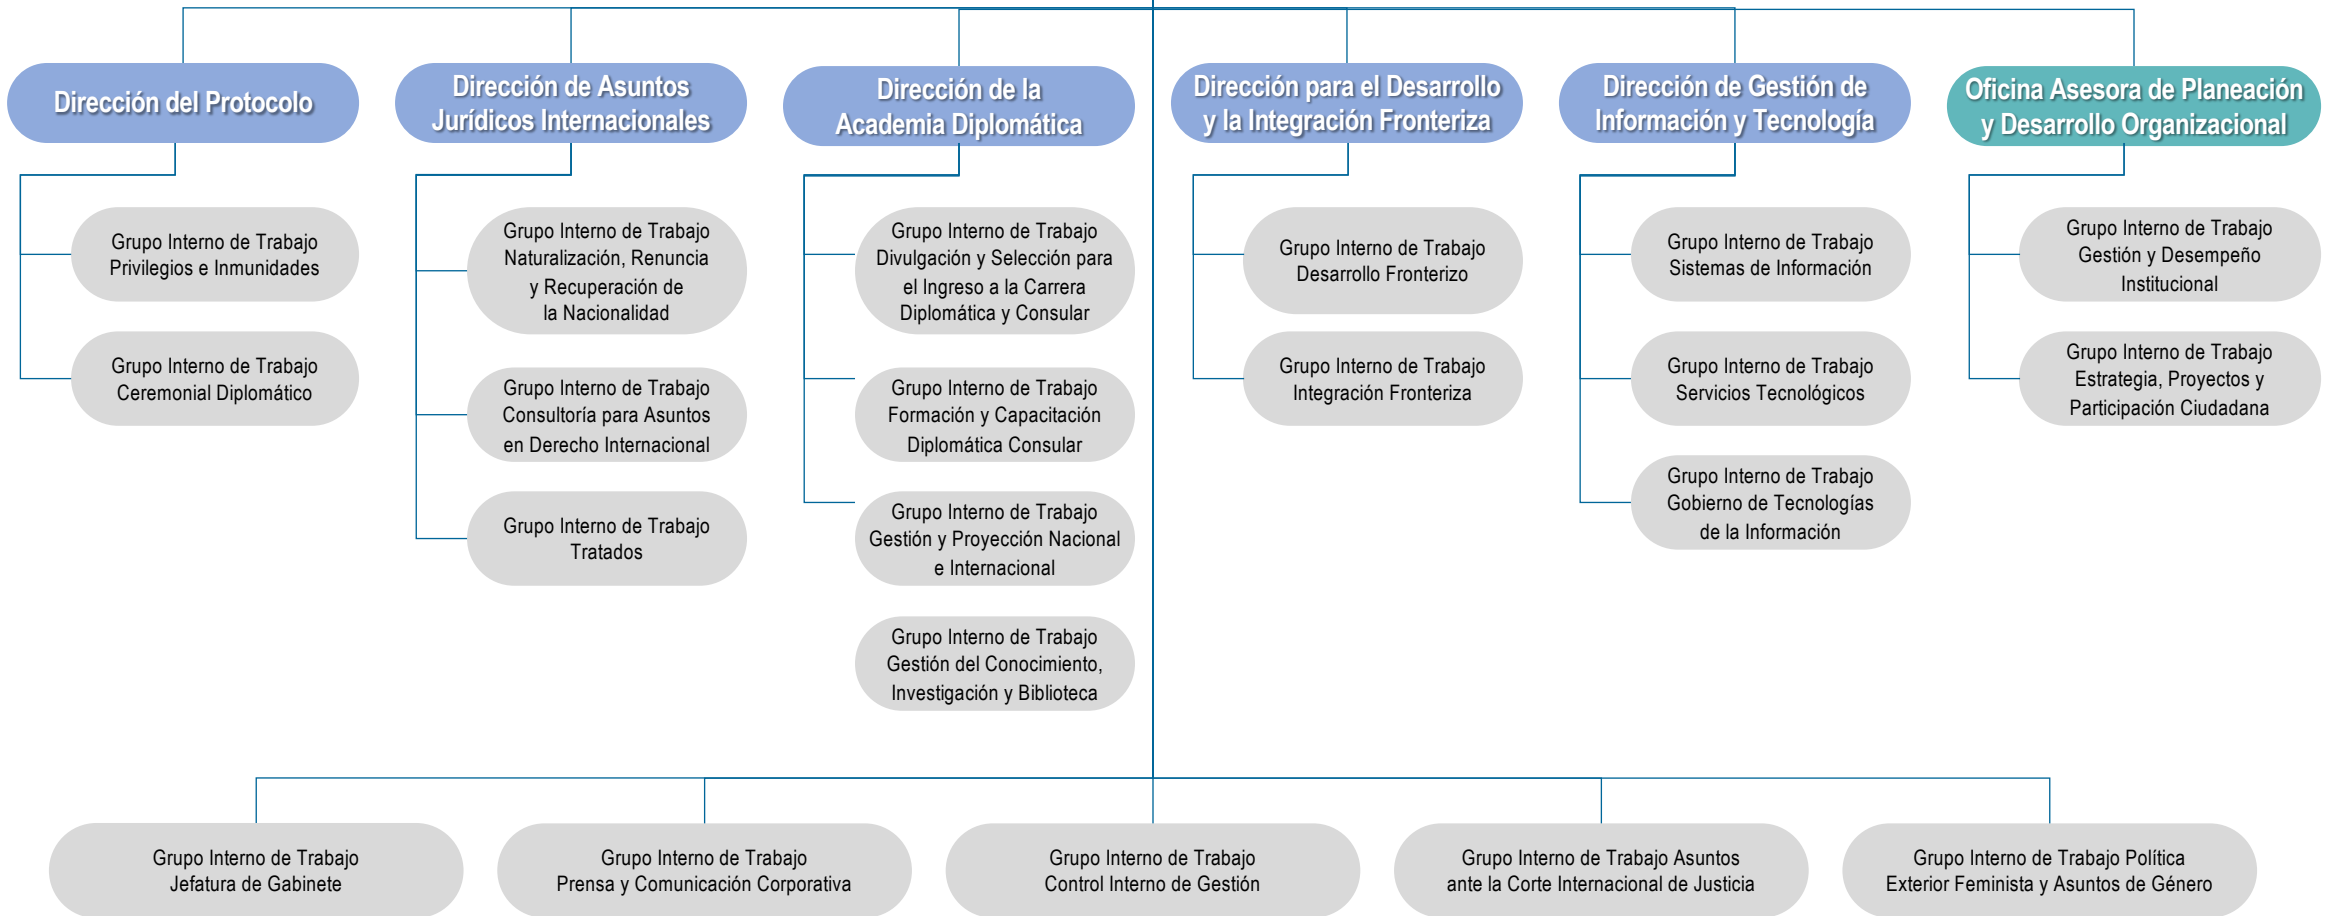 Dirección del Protocolo
Grupo Interno de Trabajo
Privilegios e Inmunidades
Grupo Interno de Trabajo
Ceremonial Diplomático
Dirección de Asuntos
Jurídicos Internacionales
Grupo Interno de Trabajo
Naturalización, Renuncia
y Recuperación de
la Nacionalidad
Grupo Interno de Trabajo
Consultoría para Asuntos
en Derecho Internacional
Grupo Interno de Trabajo
Tratados
Dirección de la
Academia Diplomática
Grupo Interno de Trabajo
Divulgación y Selección para
el Ingreso a la Carrera
Diplomática y Consular
Grupo Interno de Trabajo
Formación y Capacitación
Diplomática Consular
Grupo Interno de Trabajo
Gestión y Proyección Nacional
e Internacional
Grupo Interno de Trabajo
Gestión del Conocimiento,
Investigación y Biblioteca
Dirección para el Desarrollo
y la Integración Fronteriza
Grupo Interno de Trabajo
Desarrollo Fronterizo
Grupo Interno de Trabajo
Integración Fronteriza
Dirección de Gestión de
Información y Tecnología
Grupo Interno de Trabajo
Sistemas de Información
Grupo Interno de Trabajo
Servicios Tecnológicos
Grupo Interno de Trabajo
Gobierno de Tecnologías
de la Información
Oficina Asesora de Planeación
y Desarrollo Organizacional
Grupo Interno de Trabajo
Gestión y Desempeño
Institucional
Grupo Interno de Trabajo
Estrategia, Proyectos y
Participación Ciudadana
Grupo Interno de Trabajo
Jefatura de Gabinete
Grupo Interno de Trabajo
Prensa y Comunicación Corporativa
Grupo Interno de Trabajo
Control Interno de Gestión
Grupo Interno de Trabajo Asuntos
ante la Corte Internacional de Justicia
Grupo Interno de Trabajo Política
Exterior Feminista y Asuntos de Género